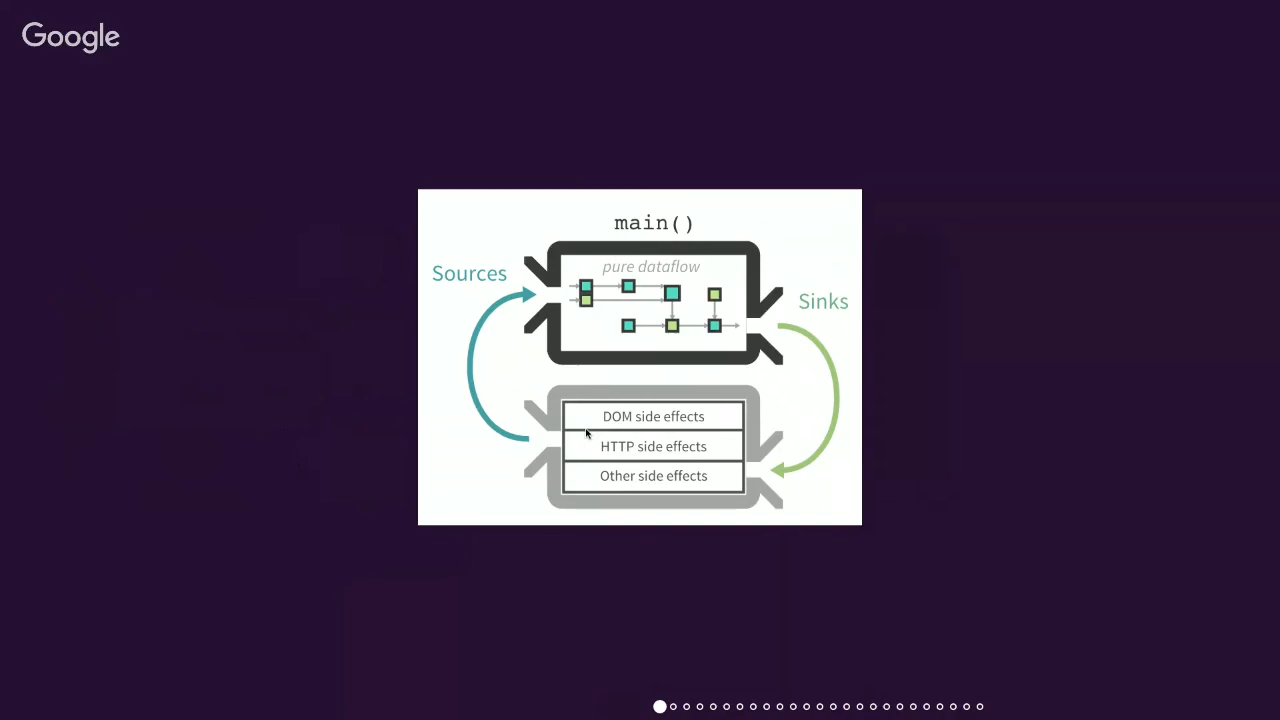 Google
main()
pure dataflow
Sources
Sinks
DOM side effects
HTTP side effects
Other side effects